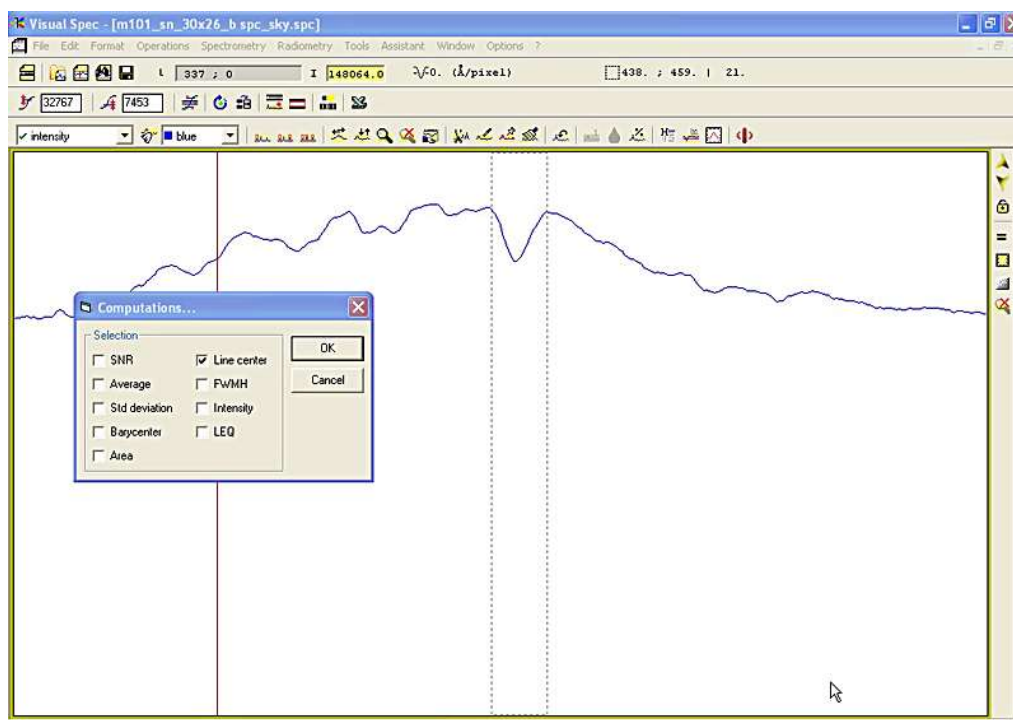 Visual Spec - [m101_sn_30x26_b spc_sky.spc]
File Edit Format Operations Spectrometry Radiometry Tools Assistant Window Options ?
337 ; 0 I 148064.0 0. (Å/pixel) 438. ; 459. | 21.
32767 7453
intensity blue
Computations...
Selection
SNR Line center OK
Average FWMH Cancel
Std deviation Intensity
Barycenter LEQ
Area